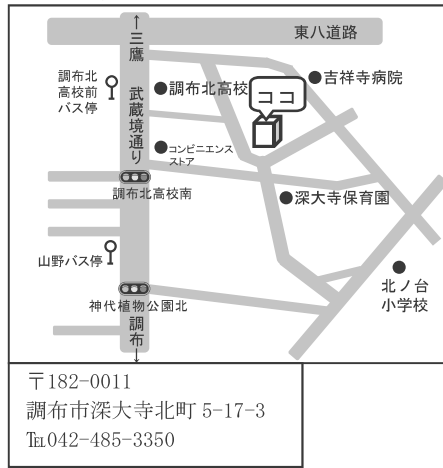 ↑三鷹
東八道路
調布北
高校前
バス停
武蔵境通り
調布北高校
ココ
吉祥寺病院
コンビニエンス
ストア
調布北高校南
深大寺保育園
山野バス停
北ノ台
小学校
神代植物公園北
調布↓
〒182-0011
調布市深大寺北町 5-17-3
℡042-485-3350